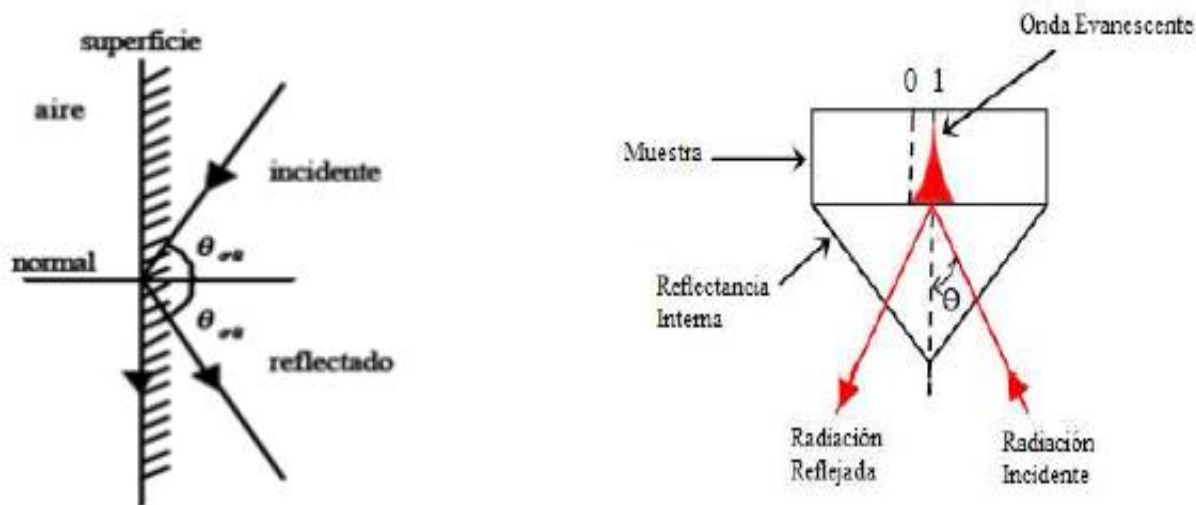 superficie
aire
incidente
normal
θ
θ
reflectado
Onda Evanescente
0 1
Muestra
Reflectancia
Interna
θ
Radiación
Reflejada
Radiación
Incidente